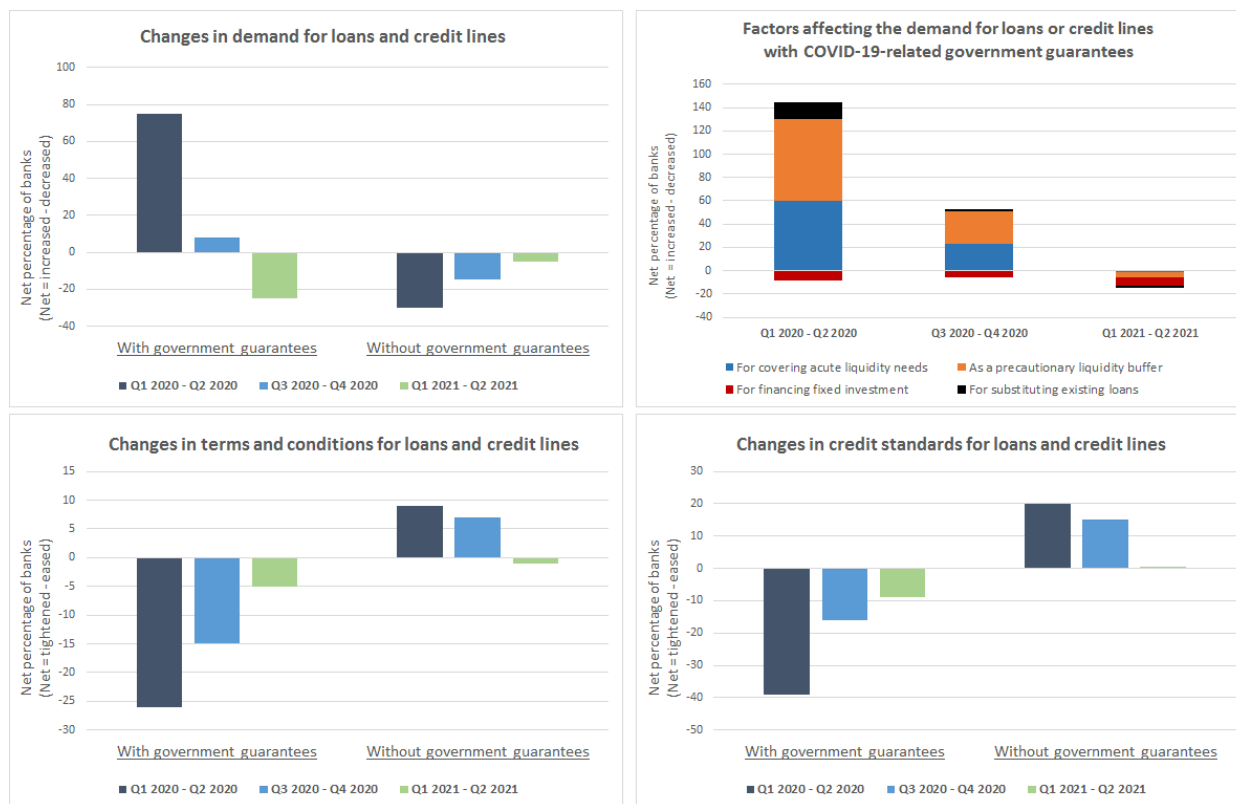 Changes in demand for loans and credit lines
Net percentage of banks
(Net = increased - decreased)
100
80
60
40
20
0
-20
-40
With government guarantees
Without government guarantees
Q1 2020 - Q2 2020
Q3 2020 - Q4 2020
Q1 2021 - Q2 2021
Factors affecting the demand for loans or credit lines
with COVID-19-related government guarantees
Net percentage of banks
(Net = increased - decreased)
160
140
120
100
80
60
40
20
0
-20
-40
Q1 2020 - Q2 2020
Q3 2020 - Q4 2020
Q1 2021 - Q2 2021
For covering acute liquidity needs
As a precautionary liquidity buffer
For financing fixed investment
For substituting existing loans
Changes in terms and conditions for loans and credit lines
Net percentage of banks
(Net = tightened - eased)
15
10
5
0
-5
-10
-15
-20
-25
-30
With government guarantees
Without government guarantees
Q1 2020 - Q2 2020
Q3 2020 - Q4 2020
Q1 2021 - Q2 2021
Changes in credit standards for loans and credit lines
Net percentage of banks
(Net = tightened - eased)
30
20
10
0
-10
-20
-30
-40
-50
With government guarantees
Without government guarantees
Q1 2020 - Q2 2020
Q3 2020 - Q4 2020
Q1 2021 - Q2 2021